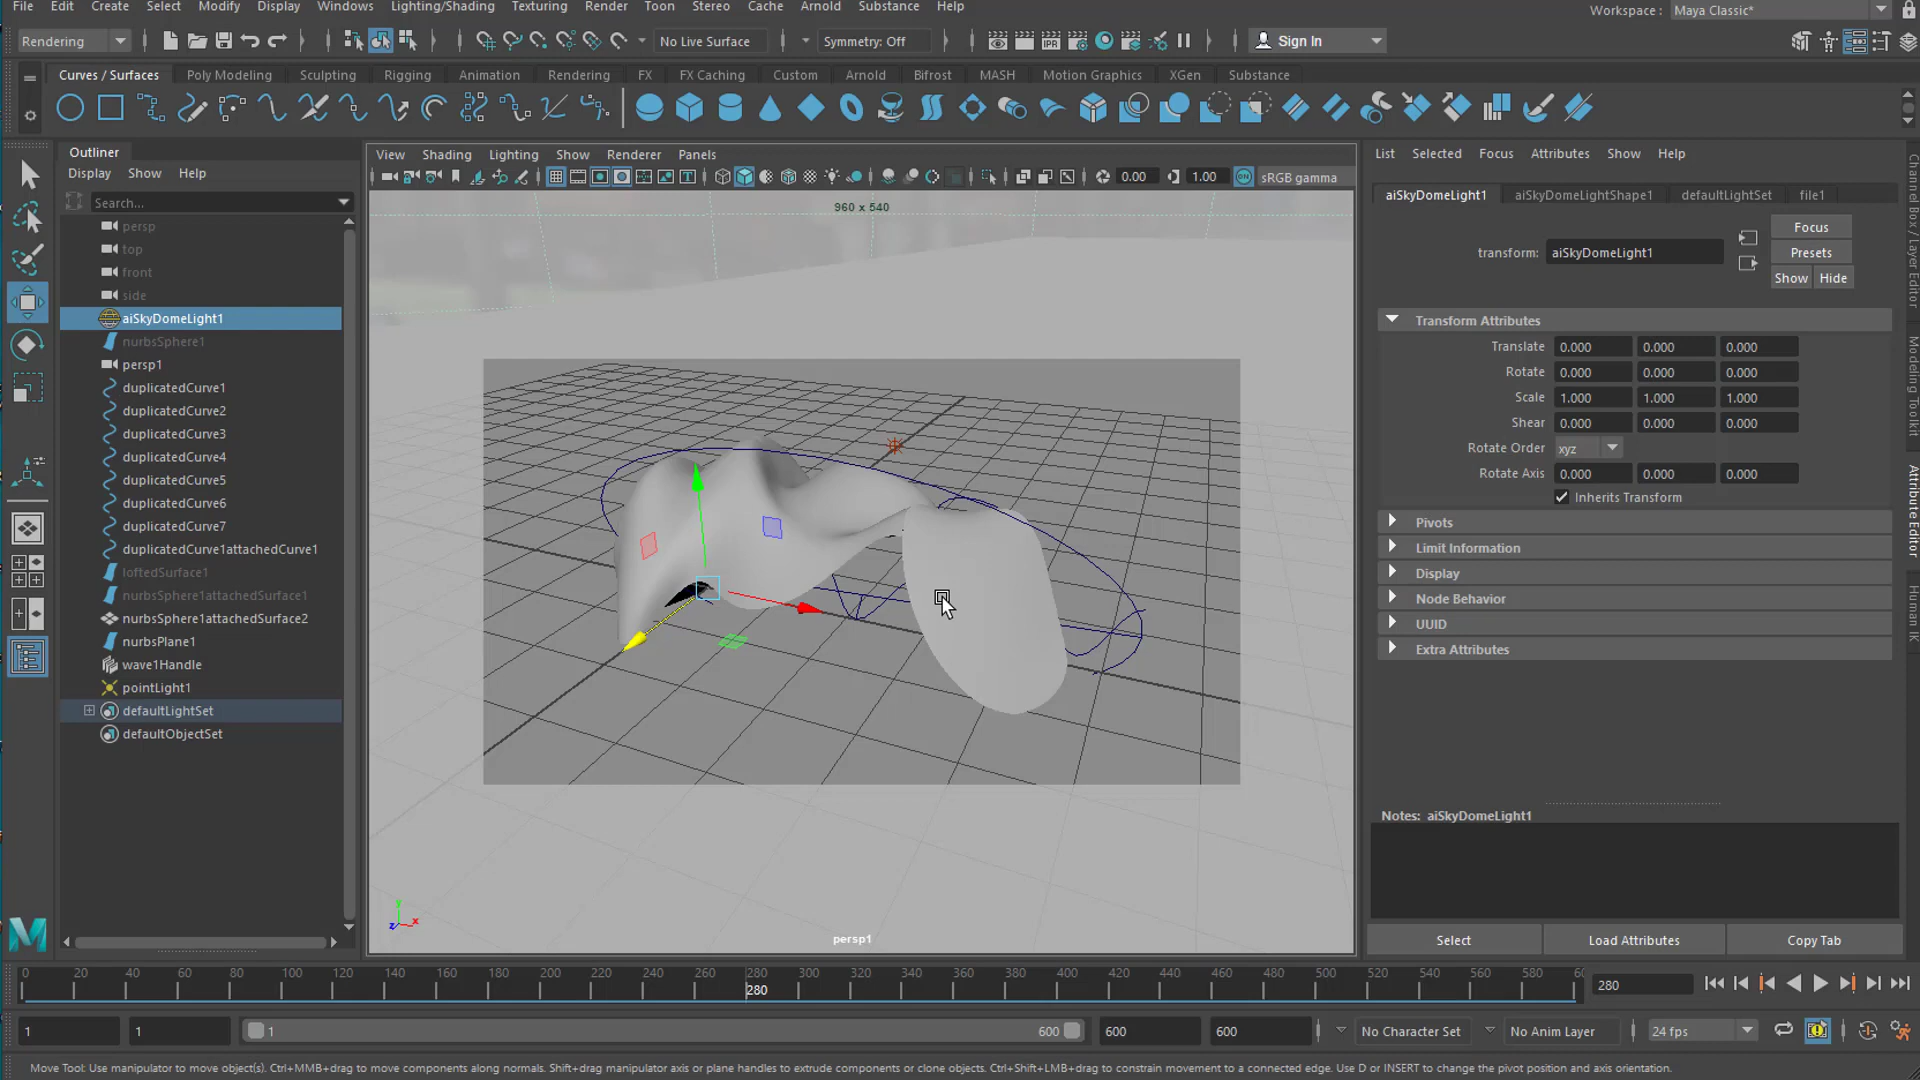 File Edit Create Select Modify Display Windows Lighting/Shading Texturing Render Toon Stereo Cache Arnold Substance Help
Workspace : Maya Classic*
Rendering
No Live Surface
Symmetry: Off
IPR
Sign In
Curves / Surfaces Poly Modeling Sculpting Rigging Animation Rendering FX FX Caching Custom Arnold Bifrost MASH Motion Graphics XGen Substance
Outliner
Display Show Help
Search...
persp
top
front
side
aiSkyDomeLight1
nurbsSphere1
persp1
duplicatedCurve1
duplicatedCurve2
duplicatedCurve3
duplicatedCurve4
duplicatedCurve5
duplicatedCurve6
duplicatedCurve7
duplicatedCurve1attachedCurve1
loftedSurface1
nurbsSphere1attachedSurface1
nurbsSphere1attachedSurface2
nurbsPlane1
wave1Handle
pointLight1
defaultLightSet
defaultObjectSet
View Shading Lighting Show Renderer Panels
0.00 1.00 ON sRGB gamma
960 x 540
y
z x
persp1
List Selected Focus Attributes Show Help
aiSkyDomeLight1 aiSkyDomeLightShape1 defaultLightSet file1
transform: aiSkyDomeLight1
Focus
Presets
Show Hide
Transform Attributes
Translate 0.000 0.000 0.000
Rotate 0.000 0.000 0.000
Scale 1.000 1.000 1.000
Shear 0.000 0.000 0.000
Rotate Order xyz
Rotate Axis 0.000 0.000 0.000
Inherits Transform
Pivots
Limit Information
Display
Node Behavior
UUID
Extra Attributes
Notes: aiSkyDomeLight1
Select Load Attributes Copy Tab
Channel Box / Layer Editor
Modeling Toolkit
Attribute Editor
Human IK
0 20 40 60 80 100 120 140 160 180 200 220 240 260 280 300 320 340 360 380 400 420 440 460 480 500 520 540 560 580 60
280
280
1 1 1 600 600 600 No Character Set No Anim Layer 24 fps
Move Tool: Use manipulator to move object(s). Ctrl+MMB+drag to move components along normals. Shift+drag manipulator axis or plane handles to extrude components or clone objects. Ctrl+Shift+LMB+drag to constrain movement to a connected edge. Use D or INSERT to change the pivot position and axis orientation.